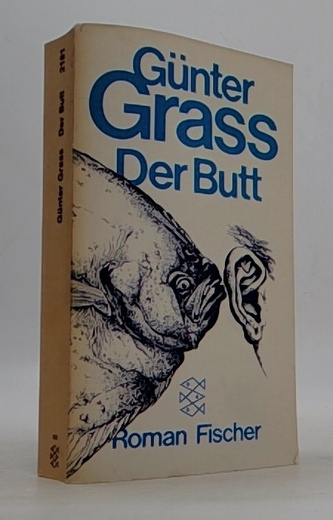 Günter
Grass
Der Butt
Roman Fischer
Günter Grass Der Butt 2181